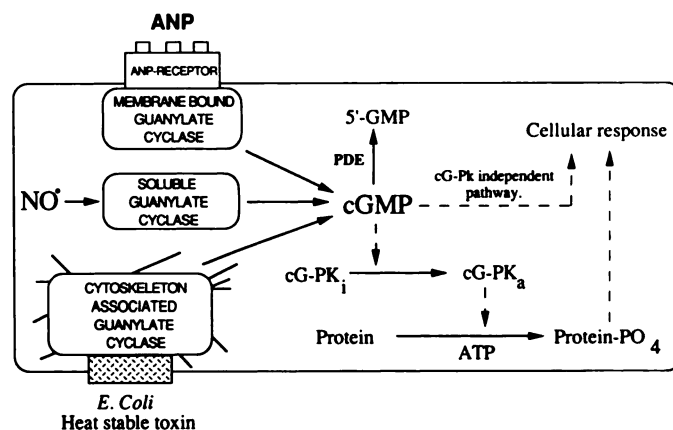 ANP
ANP-RECEPTOR
MEMBRANE BOUND
GUANYLATE
CYCLASE
5'-GMP
PDE
Cellular response
cG-Pk independent
pathway.
NO•
SOLUBLE
GUANYLATE
CYCLASE
cGMP
CYTOSKELETON
ASSOCIATED
GUANYLATE
CYCLASE
cG-PKi
cG-PKa
Protein
ATP
Protein-PO4
E. Coli
Heat stable toxin